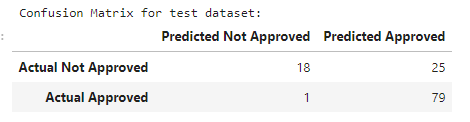 Confusion Matrix for test dataset:
: Predicted Not Approved Predicted Approved
Actual Not Approved 18 25
Actual Approved 1 79